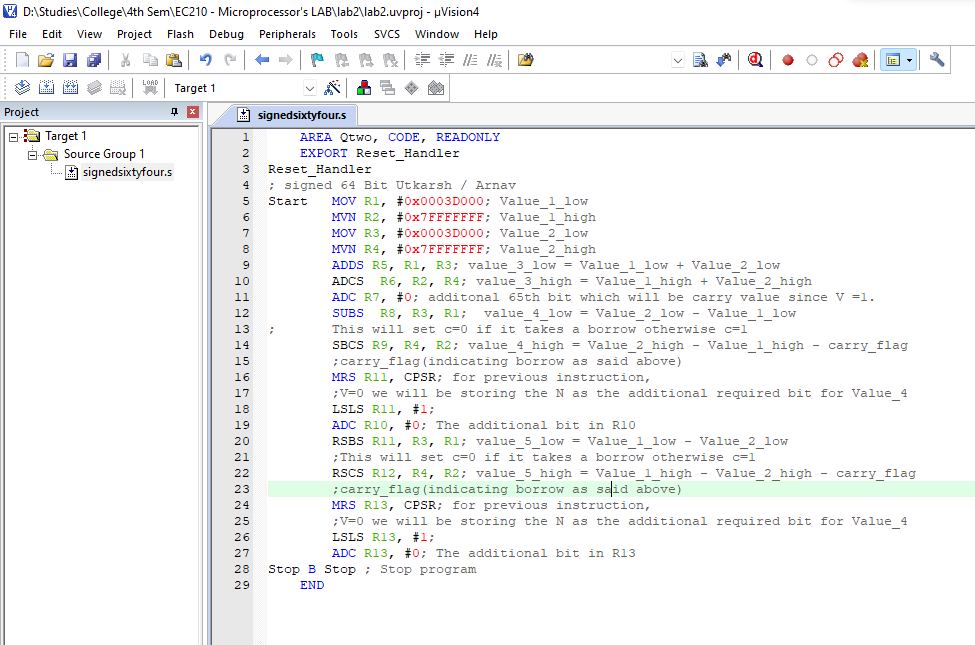 D:\Studies\College\4th Sem\EC210 - Microprocessor's LAB\lab2\lab2.uvproj - µVision4
File Edit View Project Flash Debug Peripherals Tools SVCS Window Help
LOAD Target 1
Project
signedsixtyfour.s
Target 1
Source Group 1
signedsixtyfour.s
1 AREA Qtwo, CODE, READONLY
2 EXPORT Reset_Handler
3 Reset_Handler
4 ; signed 64 Bit Utkarsh / Arnav
5 Start MOV R1, #0x0003D000; Value_1_low
6 MVN R2, #0x7FFFFFFF; Value_1_high
7 MOV R3, #0x0003D000; Value_2_low
8 MVN R4, #0x7FFFFFFF; Value_2_high
9 ADDS R5, R1, R3; value_3_low = Value_1_low + Value_2_low
10 ADCS R6, R2, R4; value_3_high = Value_1_high + Value_2_high
11 ADC R7, #0; additonal 65th bit which will be carry value since V =1.
12 SUBS R8, R3, R1; value_4_low = Value_2_low - Value_1_low
13 ; This will set c=0 if it takes a borrow otherwise c=1
14 SBCS R9, R4, R2; value_4_high = Value_2_high - Value_1_high - carry_flag
15 ;carry_flag(indicating borrow as said above)
16 MRS R11, CPSR; for previous instruction,
17 ;V=0 we will be storing the N as the additional required bit for Value_4
18 LSLS R11, #1;
19 ADC R10, #0; The additional bit in R10
20 RSBS R11, R3, R1; value_5_low = Value_1_low - Value_2_low
21 ;This will set c=0 if it takes a borrow otherwise c=1
22 RSCS R12, R4, R2; value_5_high = Value_1_high - Value_2_high - carry_flag
23 ;carry_flag(indicating borrow as said above)
24 MRS R13, CPSR; for previous instruction,
25 ;V=0 we will be storing the N as the additional required bit for Value_4
26 LSLS R13, #1;
27 ADC R13, #0; The additional bit in R13
28 Stop B Stop ; Stop program
29 END